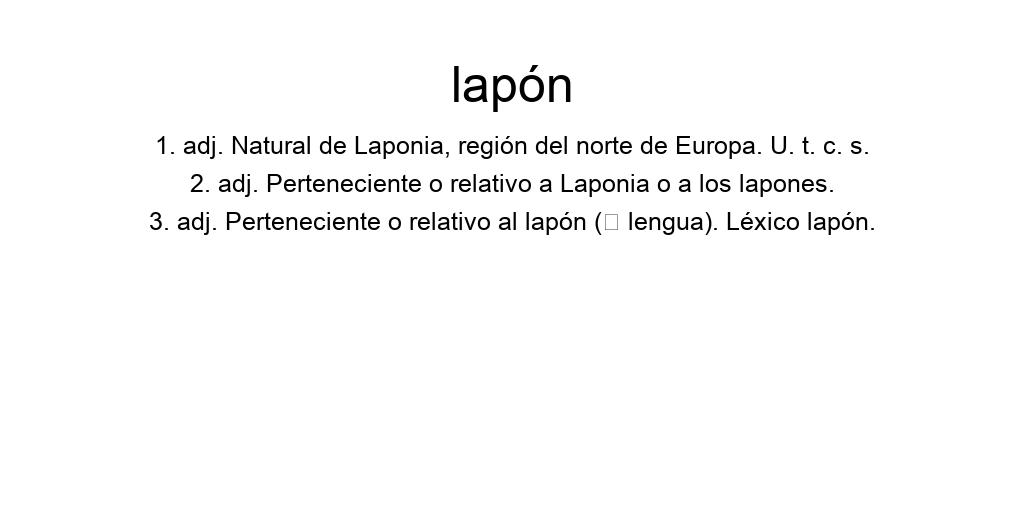 lapón
1. adj. Natural de Laponia, región del norte de Europa. U. t. c. s.
2. adj. Perteneciente o relativo a Laponia o a los lapones.
3. adj. Perteneciente o relativo al lapón (□ lengua). Léxico lapón.